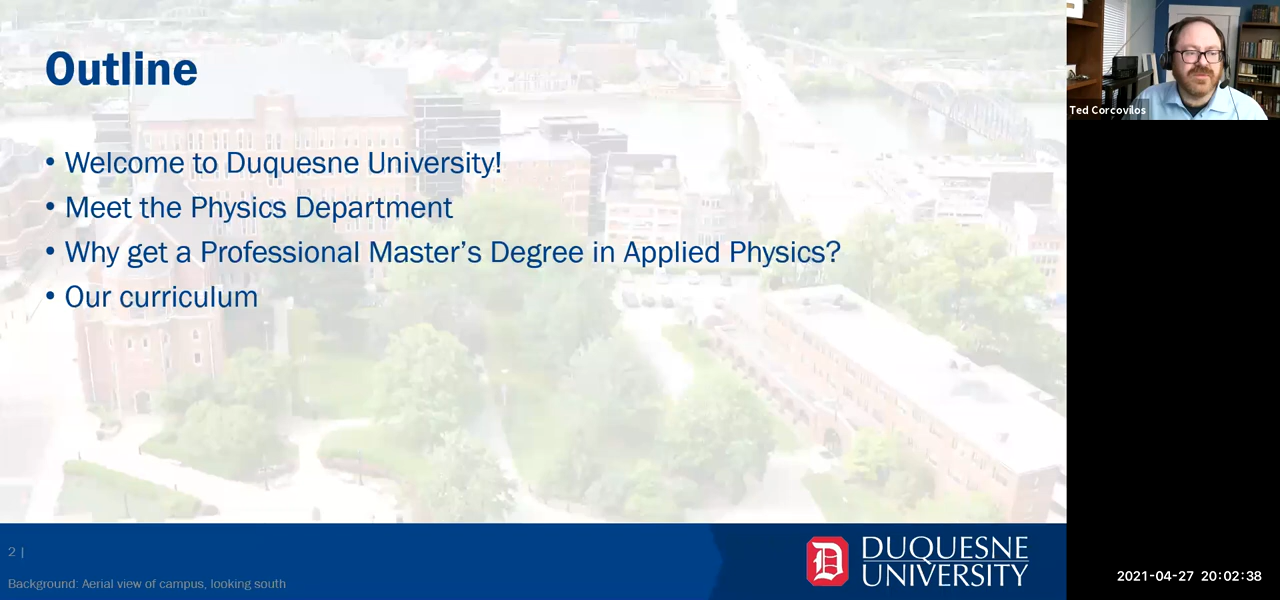 Outline
• Welcome to Duquesne University!
• Meet the Physics Department
• Why get a Professional Master’s Degree in Applied Physics?
• Our curriculum
Ted Corcovilos
2 |
Background: Aerial view of campus, looking south
D
DUQUESNE
UNIVERSITY
2021-04-27 20:02:38